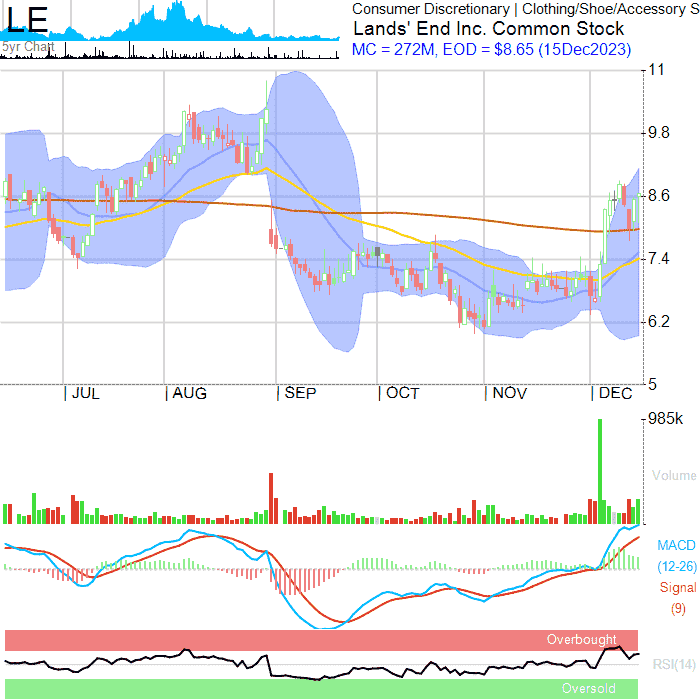 LE
5yr Chart
Consumer Discretionary | Clothing/Shoe/Accessory S
Lands' End Inc. Common Stock
MC = 272M, EOD = $8.65 (15Dec2023)
11
9.8
8.6
7.4
6.2
5
| JUL | AUG | SEP | OCT | NOV | DEC
985k
Volume
MACD
(12-26)
Signal
(9)
Overbought
RSI(14)
Oversold